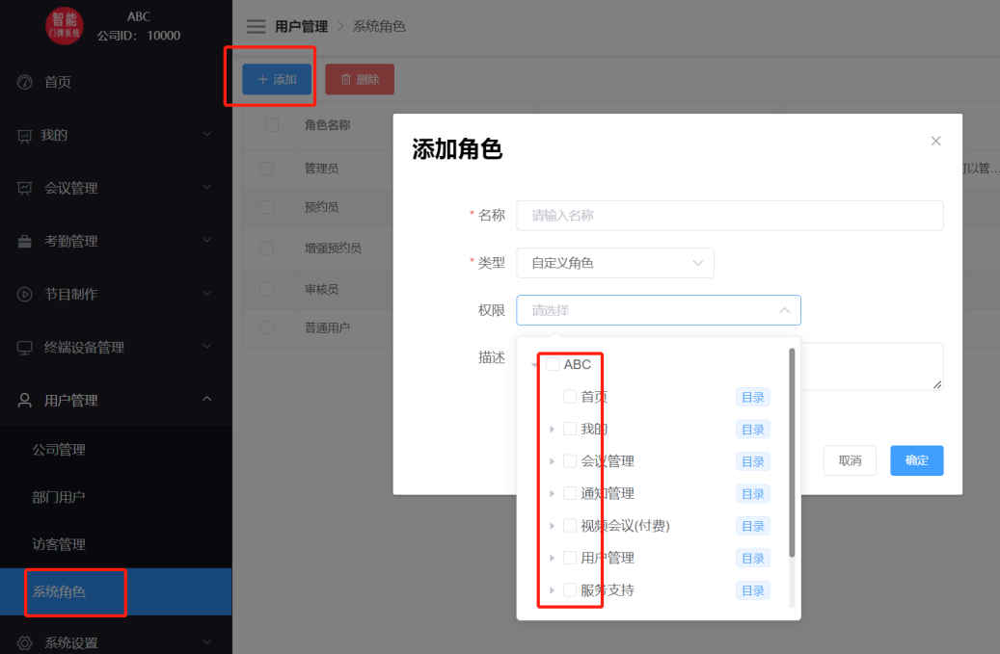 智能
门牌系统
ABC
公司ID: 10000
首页
我的
会议管理
考勤管理
节目制作
终端设备管理
用户管理
公司管理
部门用户
访客管理
系统角色
系统设置
用户管理 > 系统角色
+ 添加
删除
角色名称
管理员
可以管...
预约员
增强预约员
审核员
普通用户
添加角色
* 名称 请输入名称
* 类型 自定义角色
权限 请选择
描述
ABC
首页 目录
我的 目录
会议管理 目录
通知管理 目录
视频会议(付费) 目录
用户管理 目录
服务支持 目录
取消
确定